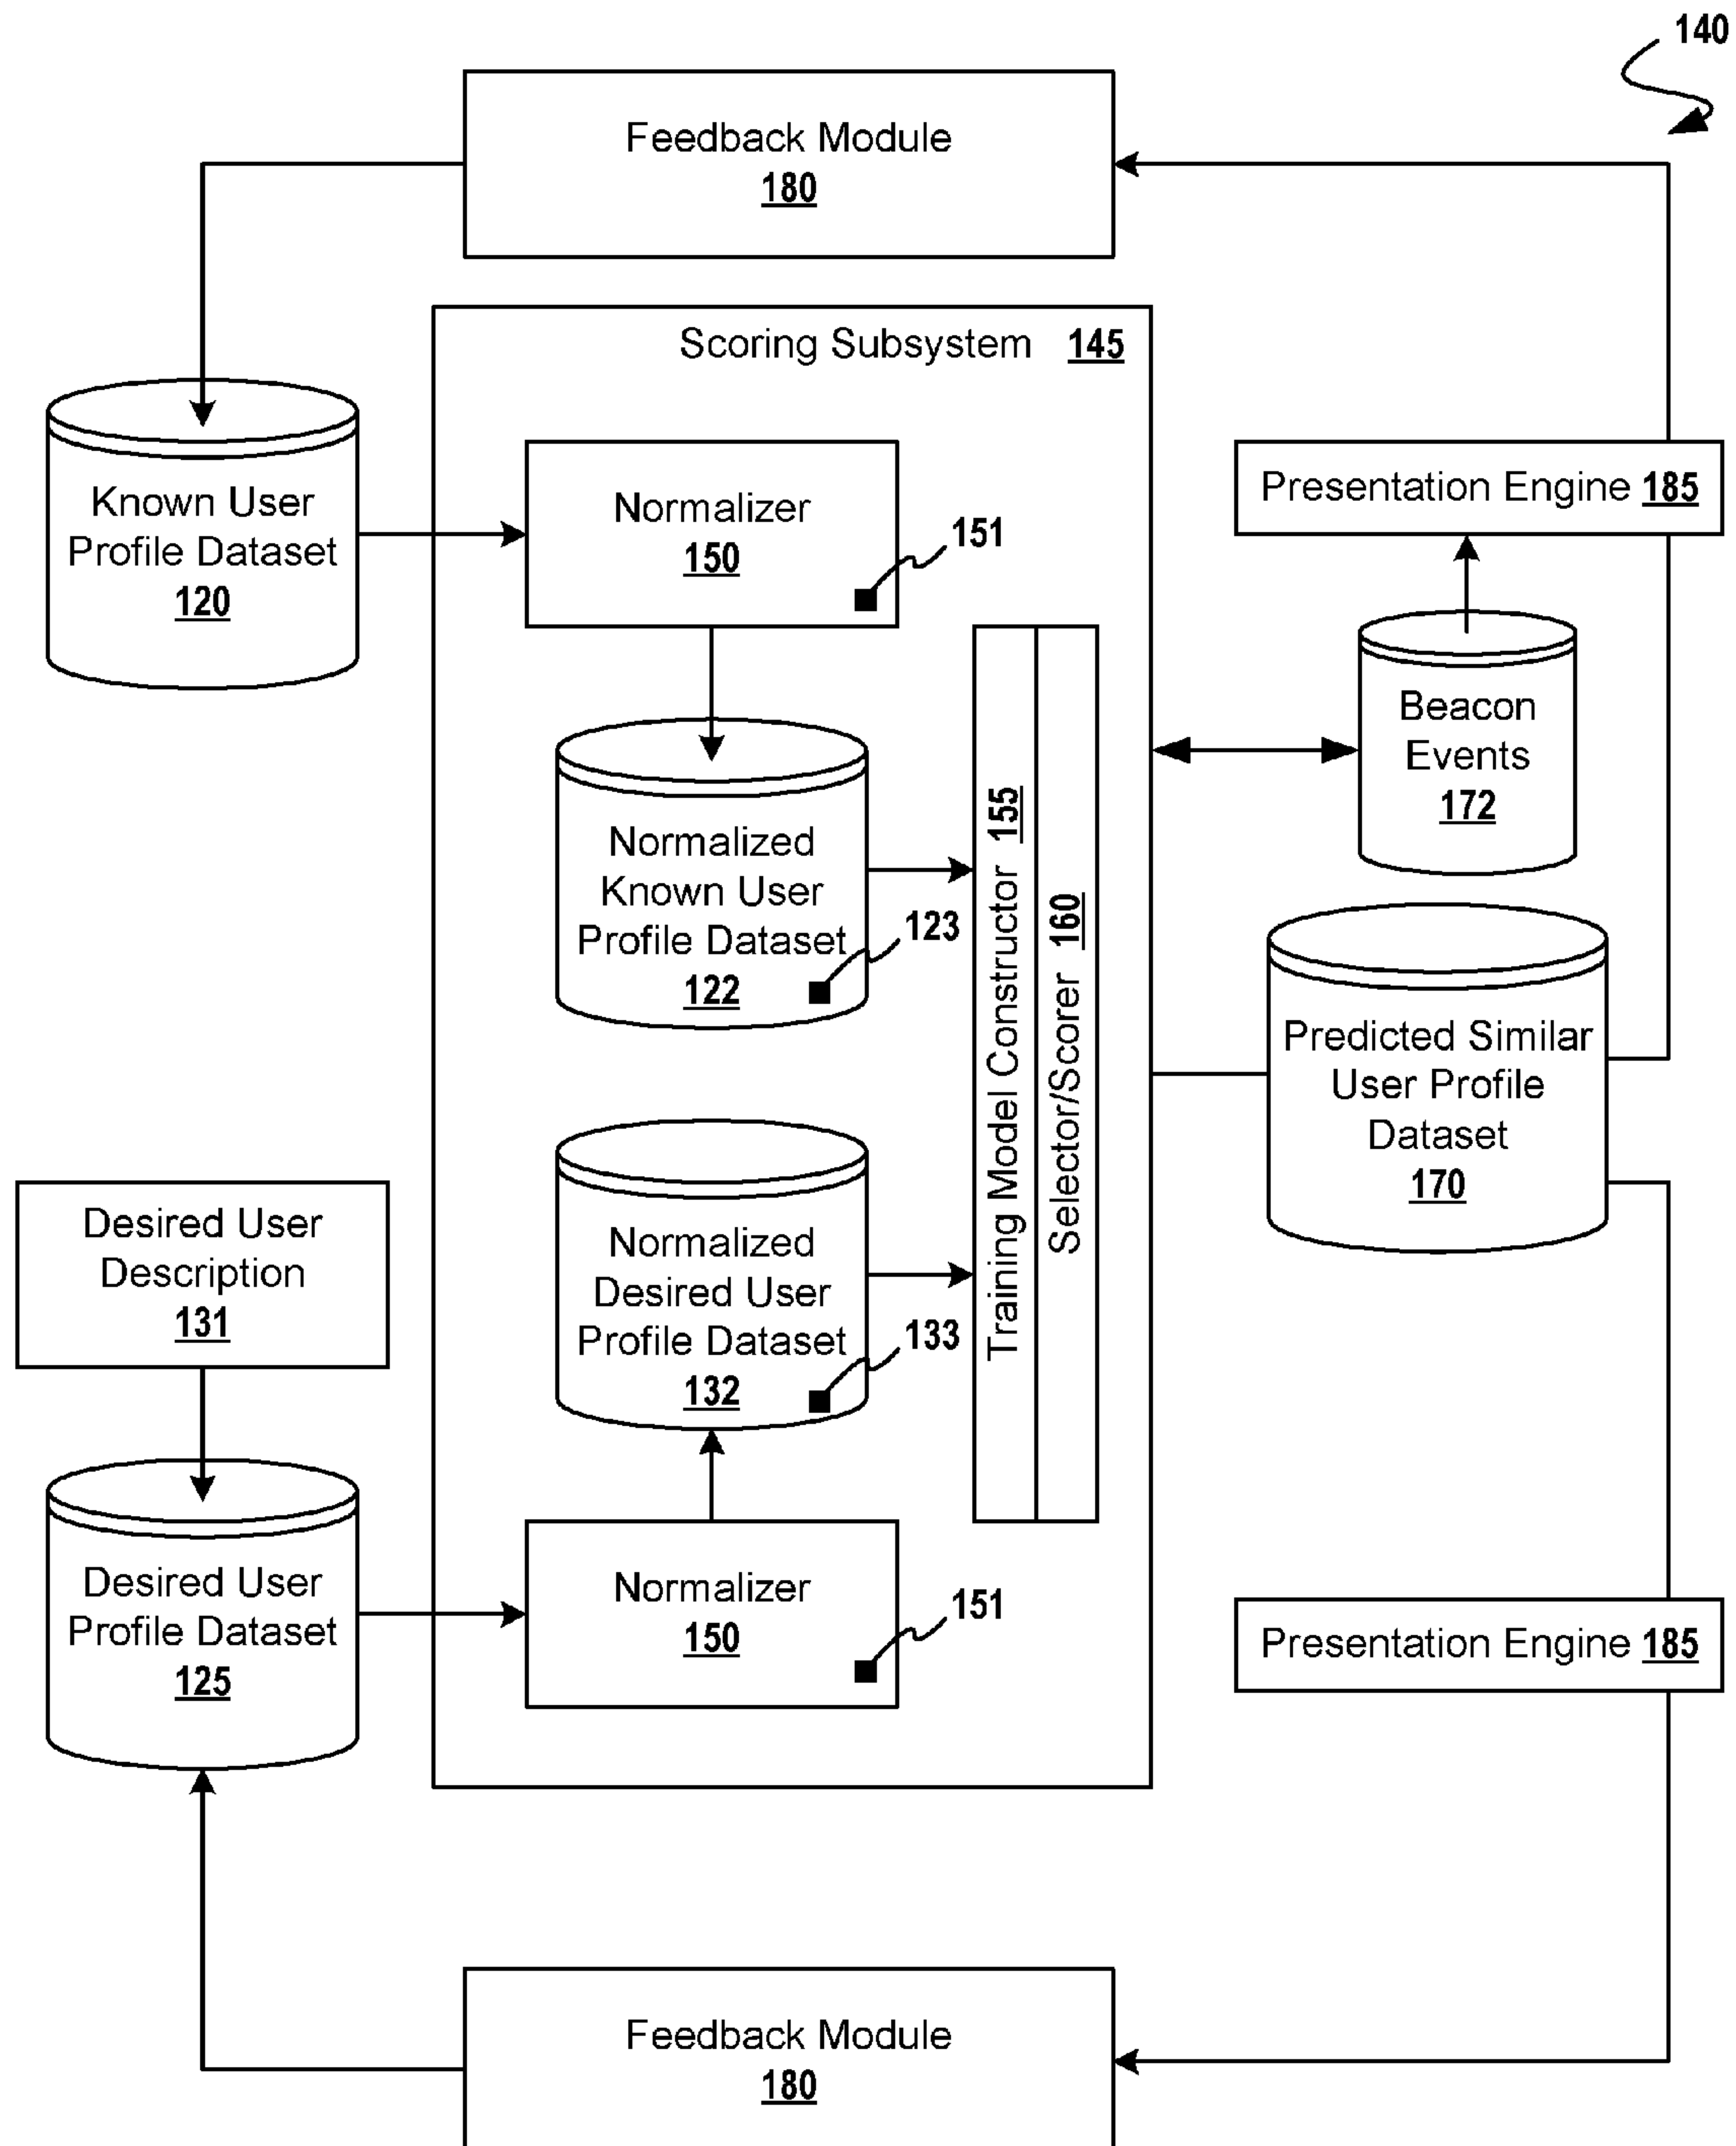 140
Feedback Module
180
Scoring Subsystem 145
Known User
Profile Dataset
120
Normalizer
150
151
Presentation Engine 185
Beacon
Events
172
Normalized
Known User
Profile Dataset
122
123
Training Model Constructor 155
Selector/Scorer 160
Predicted Similar
User Profile
Dataset
170
Desired User
Description
131
Normalized
Desired User
Profile Dataset
132
133
Desired User
Profile Dataset
125
Normalizer
150
151
Presentation Engine 185
Feedback Module
180